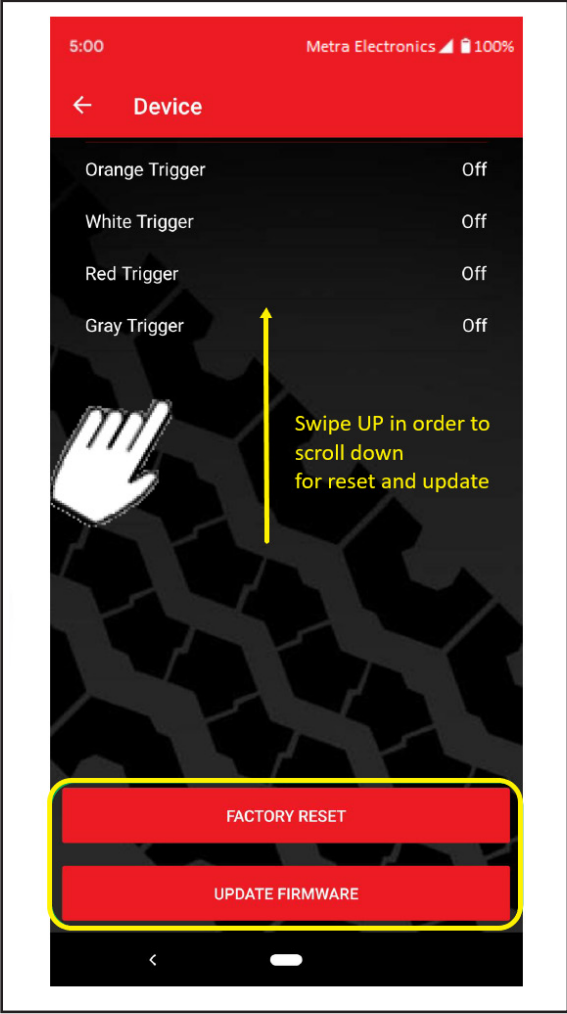 5:00 Metra Electronics 100%
Device
Orange Trigger Off
White Trigger Off
Red Trigger Off
Gray Trigger Off
Swipe UP in order to
scroll down
for reset and update
FACTORY RESET
UPDATE FIRMWARE